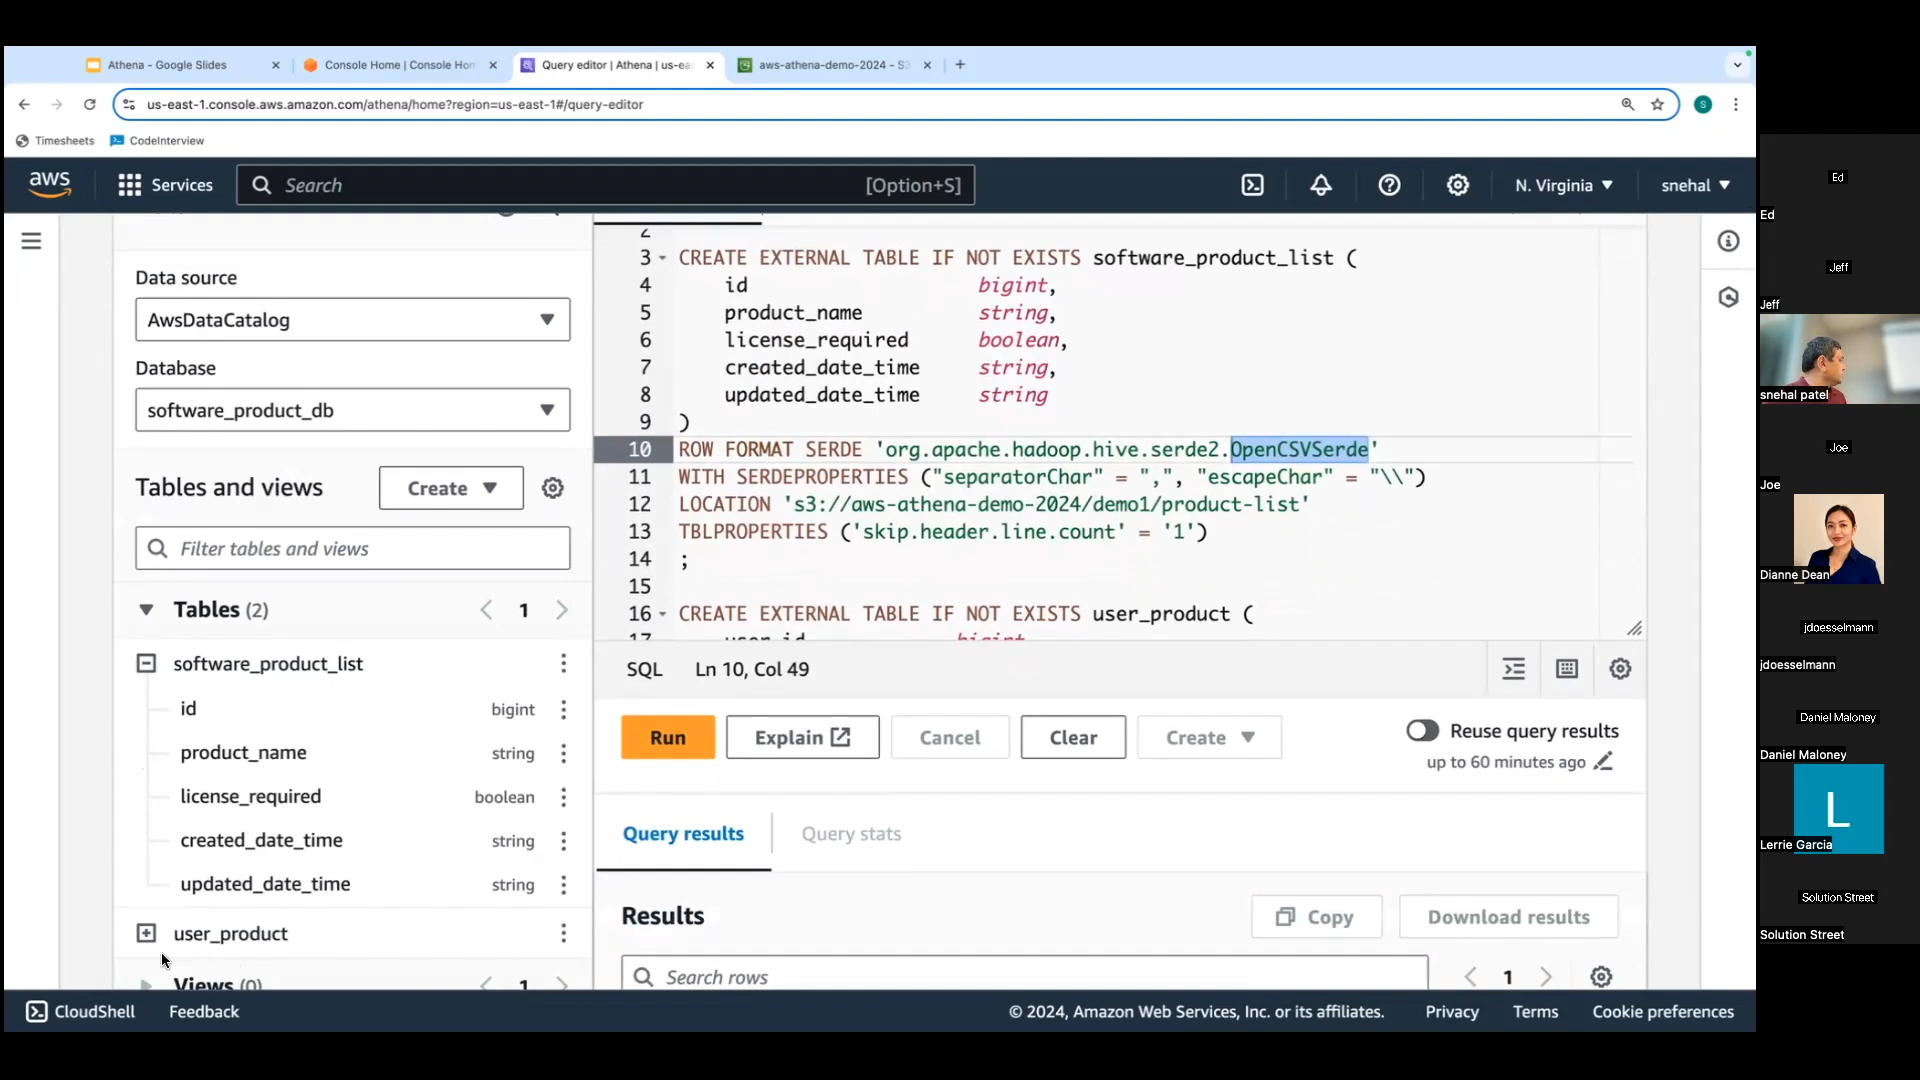 Athena - Google Slides
Console Home | Console Hom
Query editor | Athena | us-ea
aws-athena-demo-2024 - S3
us-east-1.console.aws.amazon.com/athena/home?region=us-east-1#/query-editor
S
Timesheets
CodeInterview
aws
Services
Search
[Option+S]
N. Virginia
snehal
Data source
AwsDataCatalog
Database
software_product_db
Tables and views
Create
Filter tables and views
Tables (2)
1
software_product_list
id bigint
product_name string
license_required boolean
created_date_time string
updated_date_time string
user_product
Views (0)
1
2
3 CREATE EXTERNAL TABLE IF NOT EXISTS software_product_list (
4 id bigint,
5 product_name string,
6 license_required boolean,
7 created_date_time string,
8 updated_date_time string
9 )
10 ROW FORMAT SERDE 'org.apache.hadoop.hive.serde2.OpenCSVSerde'
11 WITH SERDEPROPERTIES ("separatorChar" = ",", "escapeChar" = "\\")
12 LOCATION 's3://aws-athena-demo-2024/demo1/product-list'
13 TBLPROPERTIES ('skip.header.line.count' = '1')
14 ;
15
16 CREATE EXTERNAL TABLE IF NOT EXISTS user_product (
17 user_id bigint
SQL Ln 10, Col 49
Run
Explain
Cancel
Clear
Create
Reuse query results
up to 60 minutes ago
Query results
Query stats
Results
Copy
Download results
Search rows
1
CloudShell
Feedback
© 2024, Amazon Web Services, Inc. or its affiliates.
Privacy
Terms
Cookie preferences
Ed
Ed
Jeff
Jeff
snehal patel
Joe
Joe
Dianne Dean
jdoesselmann
jdoesselmann
Daniel Maloney
Daniel Maloney
L
Lerrie Garcia
Solution Street
Solution Street